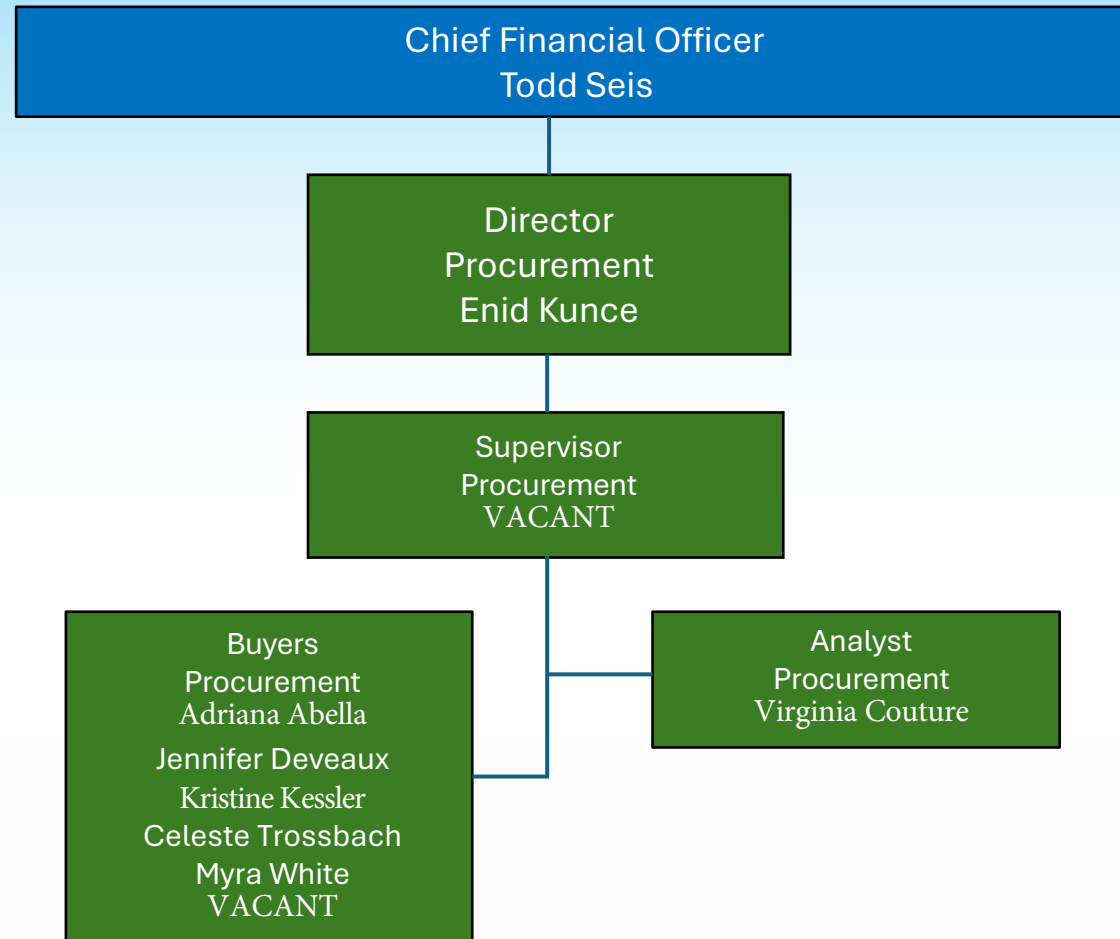 Chief Financial Officer
Todd Seis
Director
Procurement
Enid Kunce
Supervisor
Procurement
VACANT
Buyers
Procurement
Adriana Abella
Jennifer Deveaux
Kristine Kessler
Celeste Trossbach
Myra White
VACANT
Analyst
Procurement
Virginia Couture